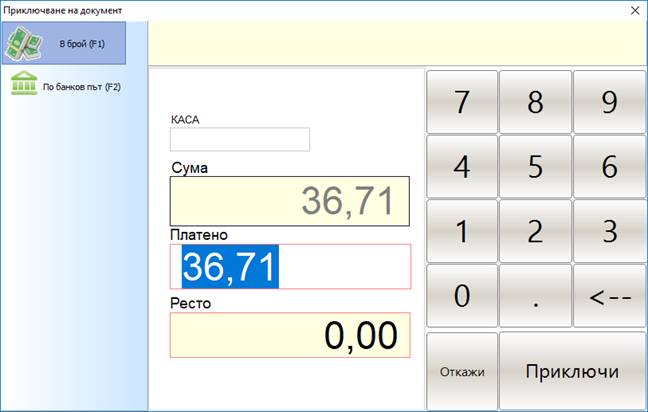 Приключване на документ
В брой (F1)
По банков път (F2)
КАСА
Сума
36,71
Платено
36,71
Ресто
0,00
7 8 9
4 5 6
1 2 3
0 . <--
Откажи Приключи